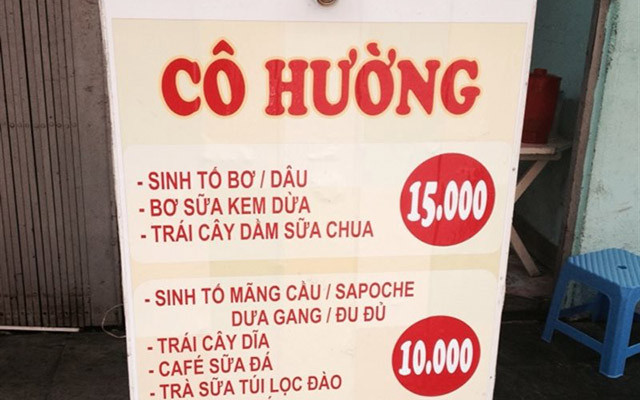 CÔ HƯỜNG
- SINH TỐ BƠ / DÂU
- BƠ SỮA KEM DỪA
- TRÁI CÂY DẦM SỮA CHUA
15.000
- SINH TỐ MÃNG CẦU / SAPOCHE
DƯA GANG / ĐU ĐỦ
- TRÁI CÂY DĨA
- CAFÉ SỮA ĐÁ
- TRÀ SỮA TÚI LỌC ĐÀO
10.000